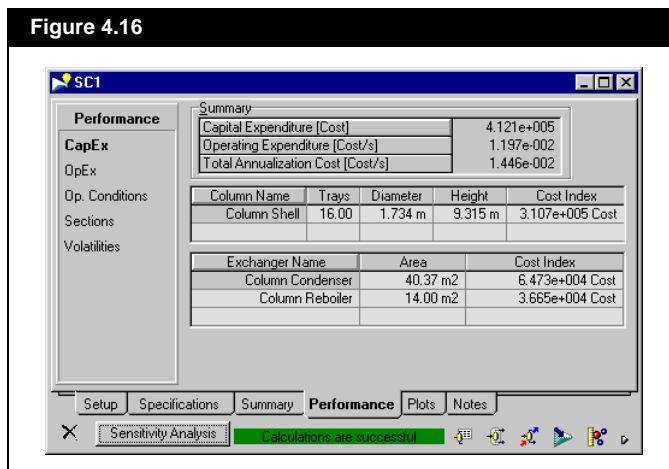 Figure 4.16
SC1
Performance
CapEx
OpEx
Op. Conditions
Sections
Volatilities
Summary
Capital Expenditure [Cost] 4.121e+005
Operating Expenditure [Cost/s] 1.197e-002
Total Annualization Cost [Cost/s] 1.446e-002
Column Name Trays Diameter Height Cost Index
Column Shell 16.00 1.734 m 9.315 m 3.107e+005 Cost
Exchanger Name Area Cost Index
Column Condenser 40.37 m2 6.473e+004 Cost
Column Reboiler 14.00 m2 3.665e+004 Cost
Setup Specifications Summary Performance Plots Notes
Sensitivity Analysis Calculations are successful